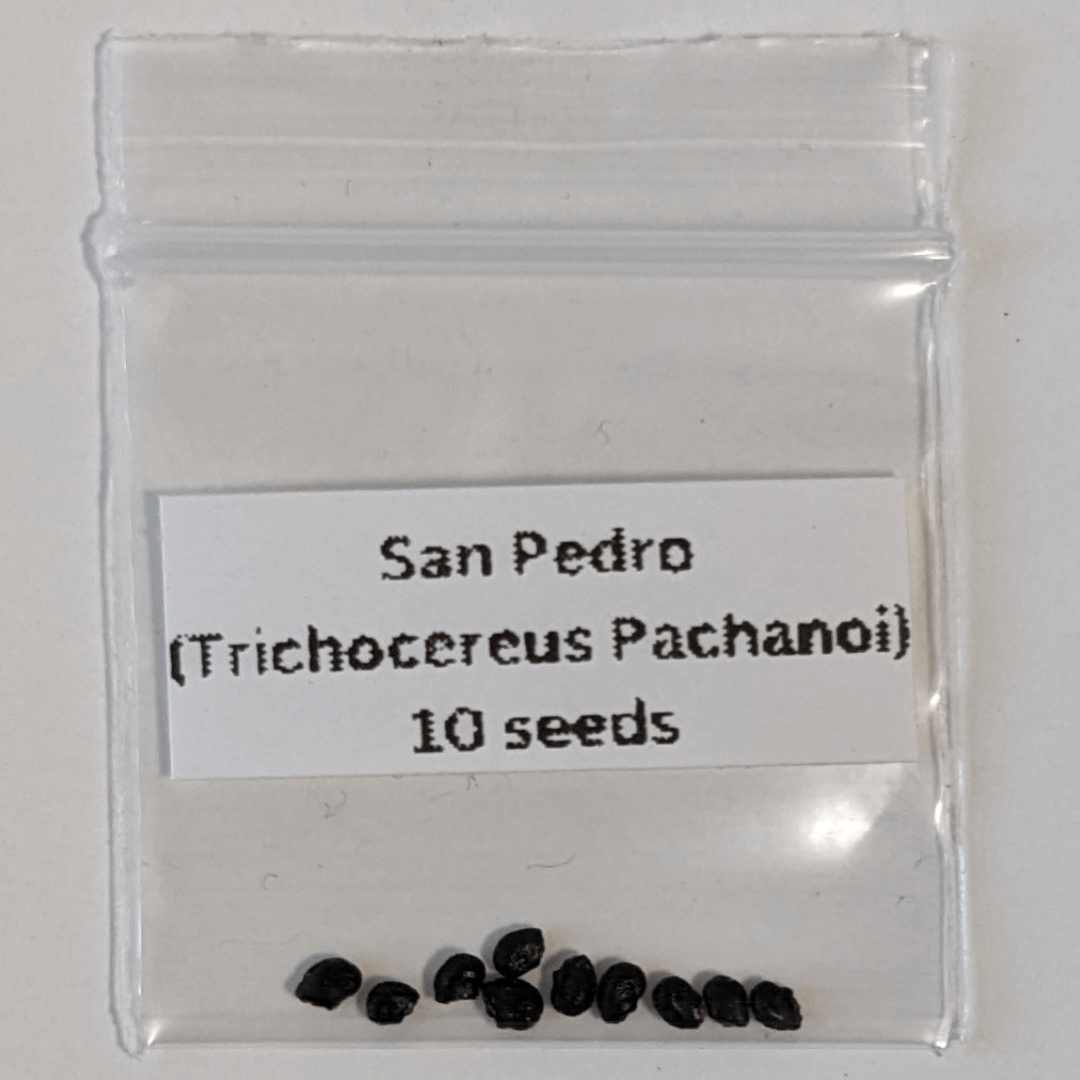 San Pedro
(Trichocereus Pachanoi)
10 seeds